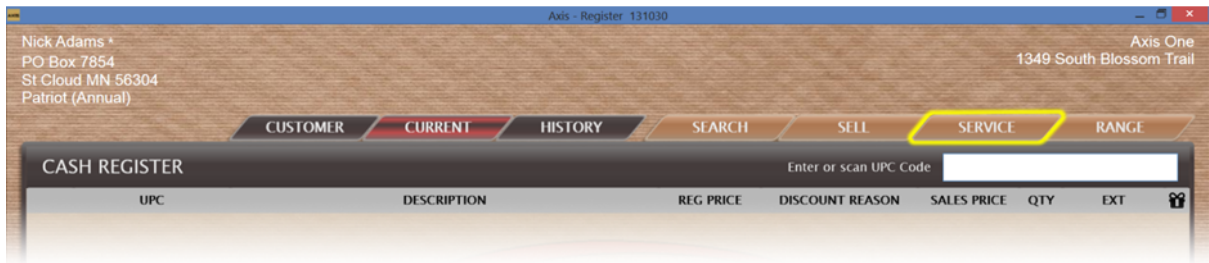 AXIS
Axis - Register 131030
Nick Adams *
PO Box 7854
St Cloud MN 56304
Patriot (Annual)
Axis One
1349 South Blossom Trail
CUSTOMER CURRENT HISTORY SEARCH SELL SERVICE RANGE
CASH REGISTER Enter or scan UPC Code
UPC DESCRIPTION REG PRICE DISCOUNT REASON SALES PRICE QTY EXT